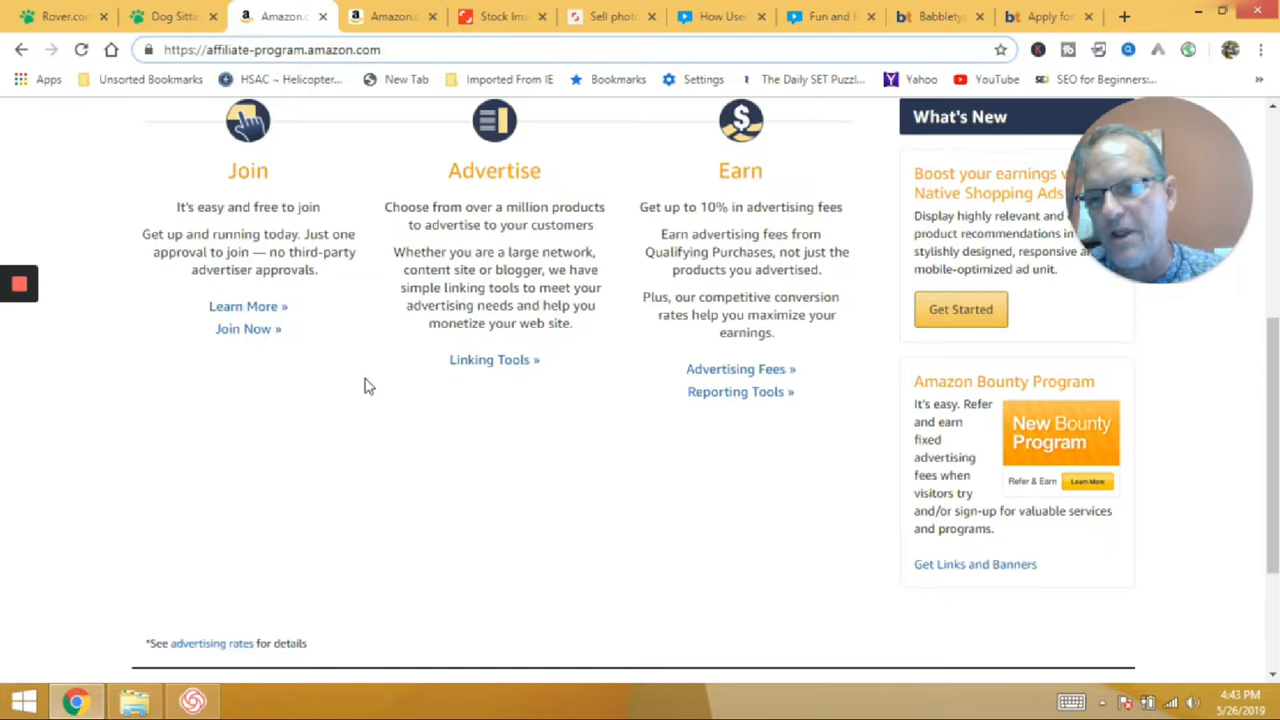 Rover.com
Dog Sittin
Amazon.c
Amazon.c
Stock Ima
Sell photo
How User
Fun and E
Babblety
Apply for
https://affiliate-program.amazon.com
Apps
Unsorted Bookmarks
HSAC ~ Helicopter...
New Tab
Imported From IE
Bookmarks
Settings
The Daily SET Puzzl...
Yahoo
YouTube
SEO for Beginners:...
»
Join
It's easy and free to join
Get up and running today. Just one
approval to join — no third-party
advertiser approvals.
Learn More »
Join Now »
Advertise
Choose from over a million products
to advertise to your customers
Whether you are a large network,
content site or blogger, we have
simple linking tools to meet your
advertising needs and help you
monetize your web site.
Linking Tools »
Earn
Get up to 10% in advertising fees
Earn advertising fees from
Qualifying Purchases, not just the
products you advertised.
Plus, our competitive conversion
rates help you maximize your
earnings.
Advertising Fees »
Reporting Tools »
What's New
Boost your earnings
Native Shopping Ads
Display highly relevant and
product recommendations in
stylishly designed, responsive
mobile-optimized ad unit.
Get Started
Amazon Bounty Program
It's easy. Refer
and earn
fixed
advertising
fees when
visitors try
and/or sign-up for valuable services
and programs.
New Bounty
Program
Refer & Earn Learn More
Get Links and Banners
*See advertising rates for details
4:43 PM
5/26/2019